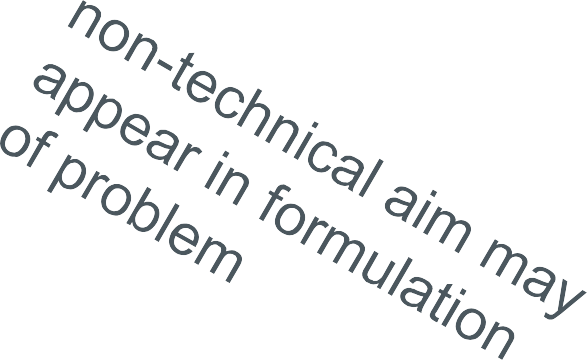 non-technical aim may
appear in formulation
of problem